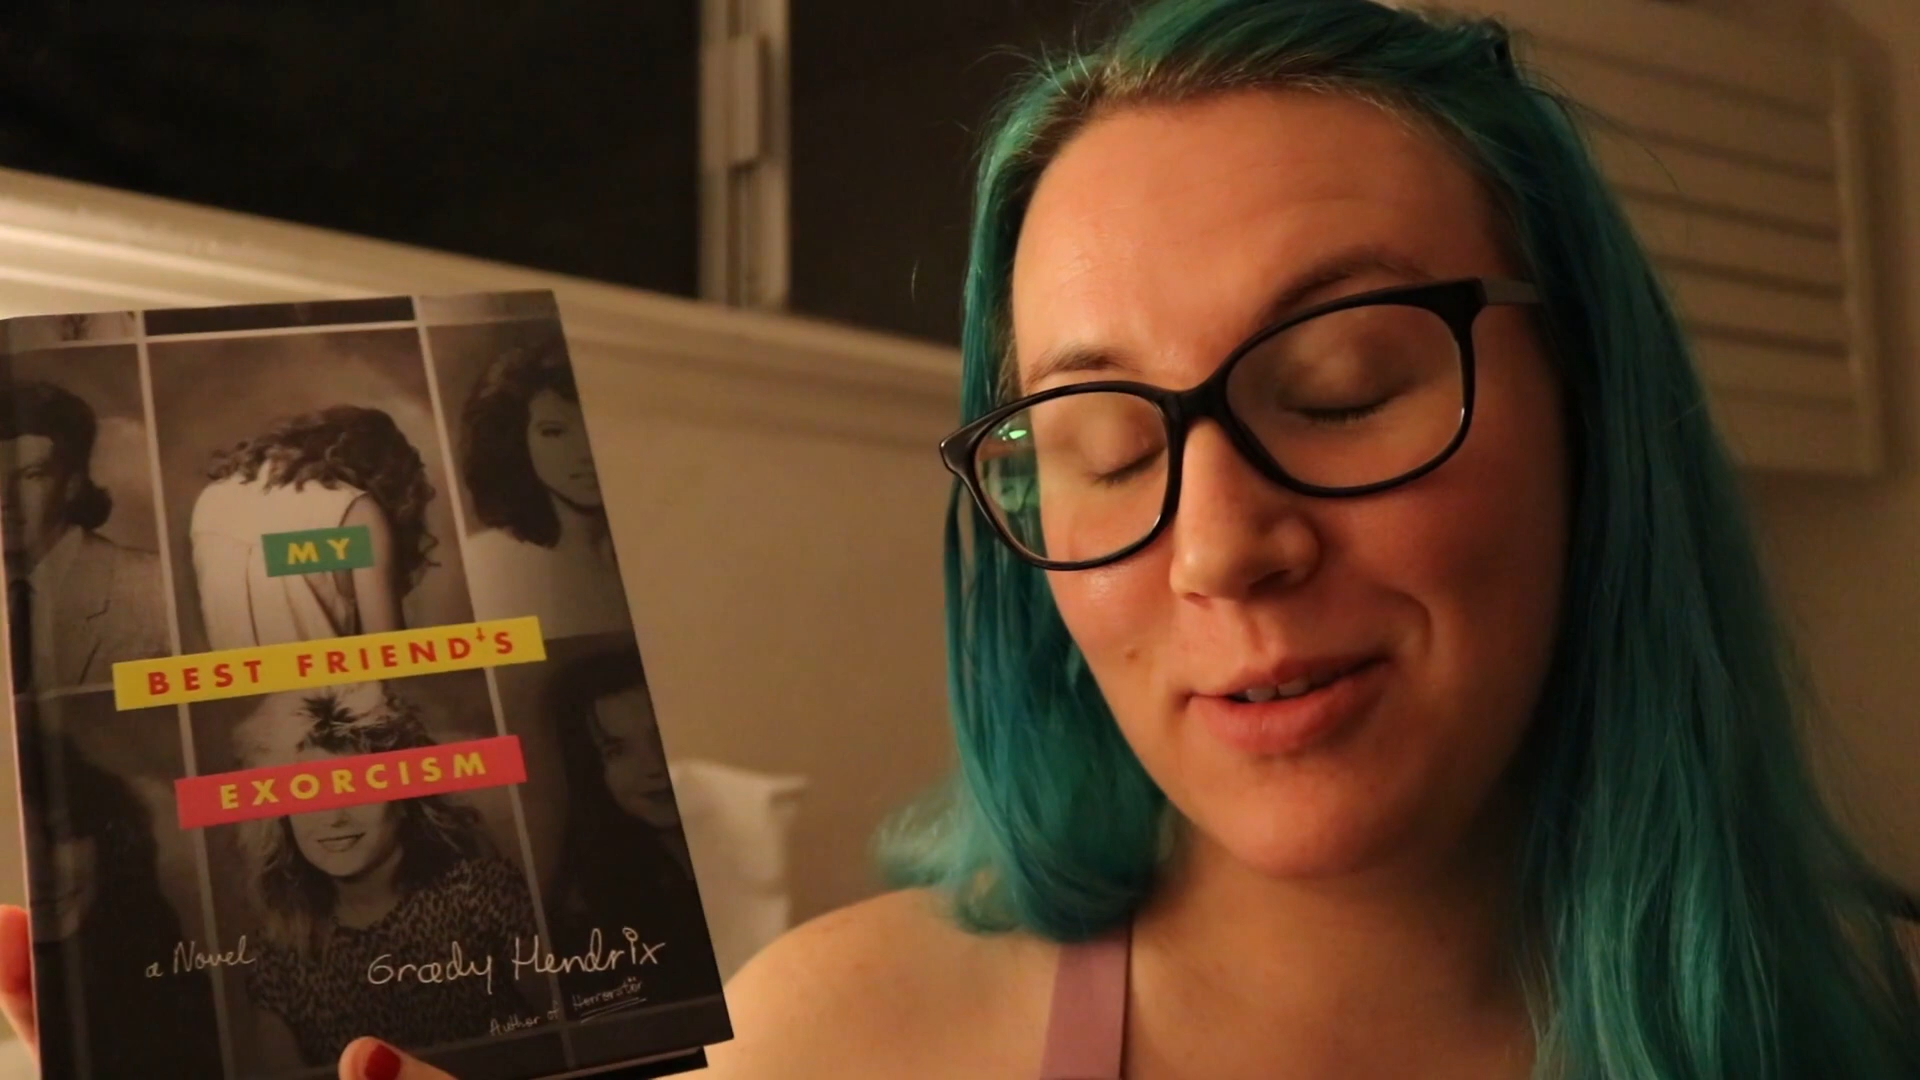 MY
BEST FRIEND'S
EXORCISM
a Novel
Grady Hendrix
Author of Horrorstör